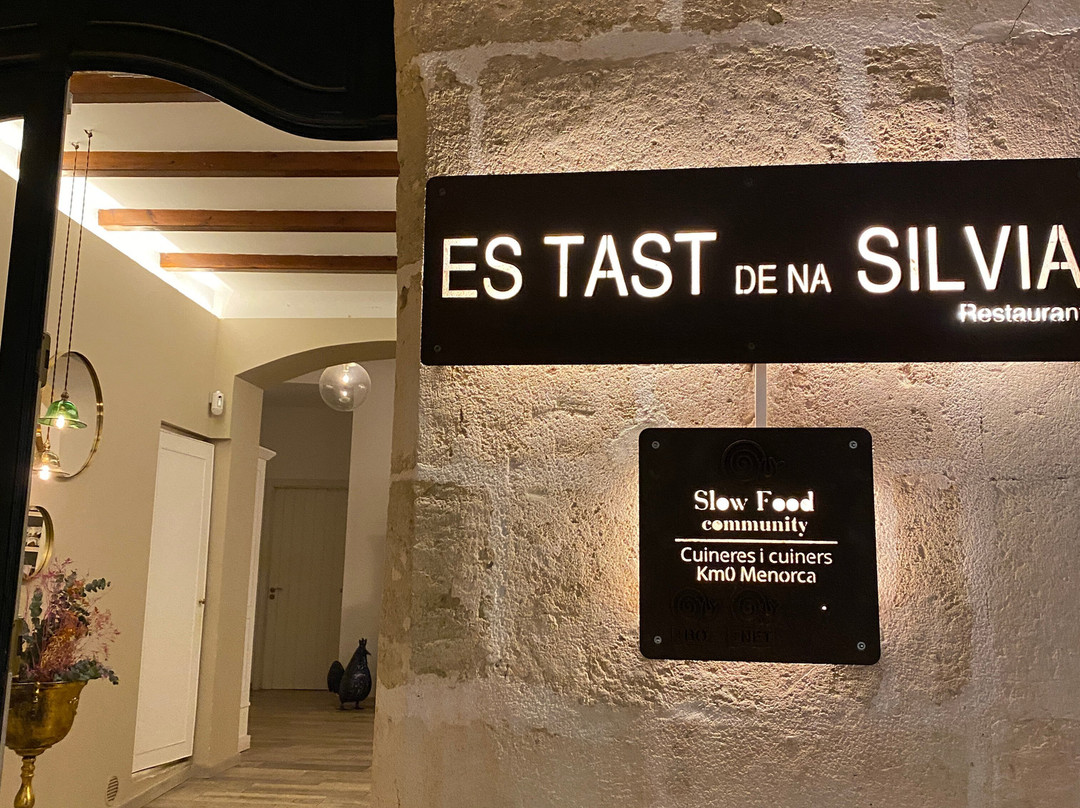 ES TAST DE NA SILVIA
Restaurant
Slow Food
community
Cuineres i cuiners
Km0 Menorca